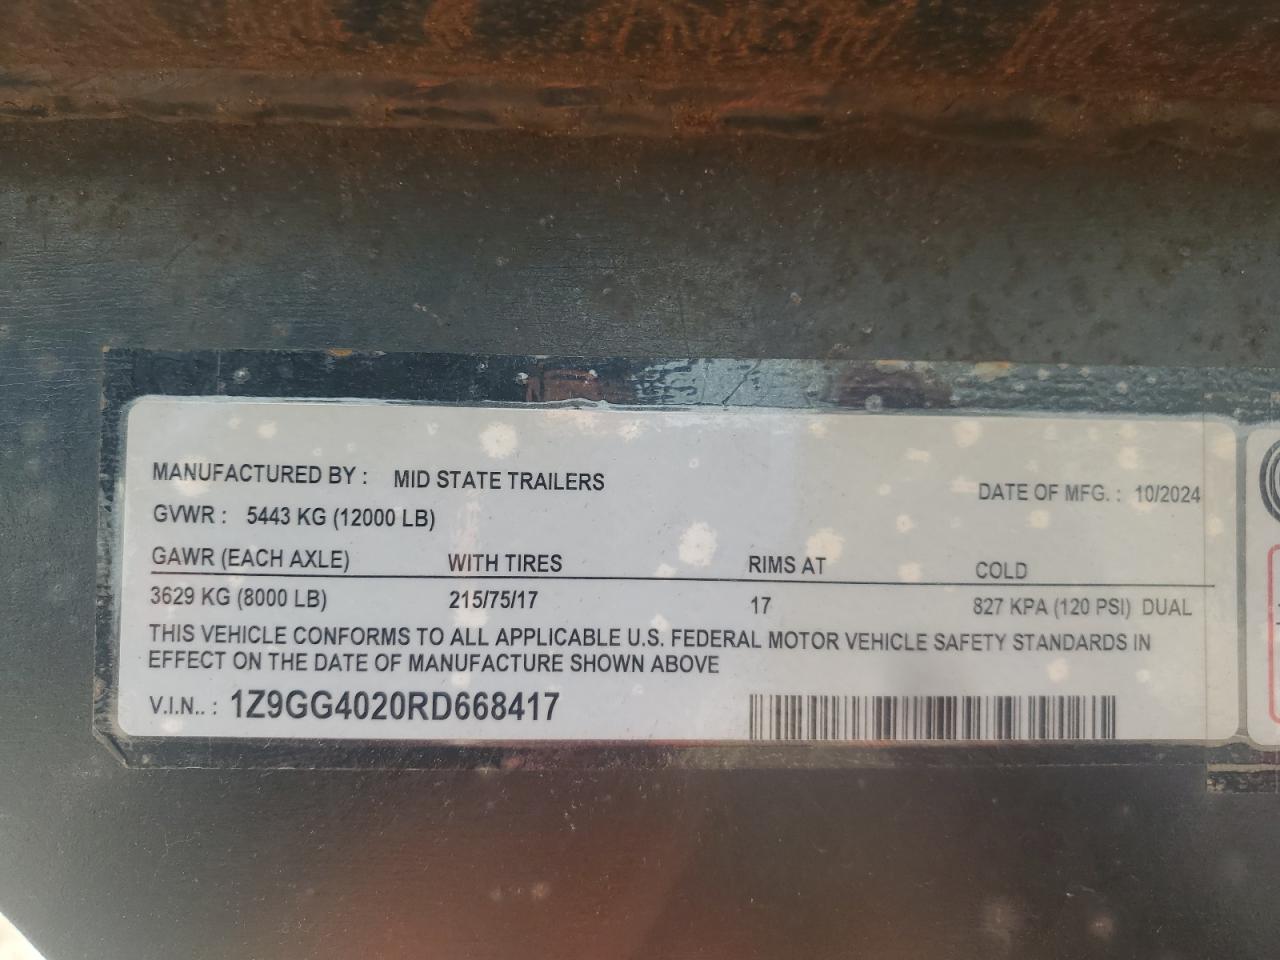 MANUFACTURED BY : MID STATE TRAILERS
DATE OF MFG. : 10/2024
GVWR : 5443 KG (12000 LB)
GAWR (EACH AXLE) WITH TIRES RIMS AT COLD
3629 KG (8000 LB) 215/75/17 17 827 KPA (120 PSI) DUAL
THIS VEHICLE CONFORMS TO ALL APPLICABLE U.S. FEDERAL MOTOR VEHICLE SAFETY STANDARDS IN
EFFECT ON THE DATE OF MANUFACTURE SHOWN ABOVE
V.I.N.. : 1Z9GG4020RD668417